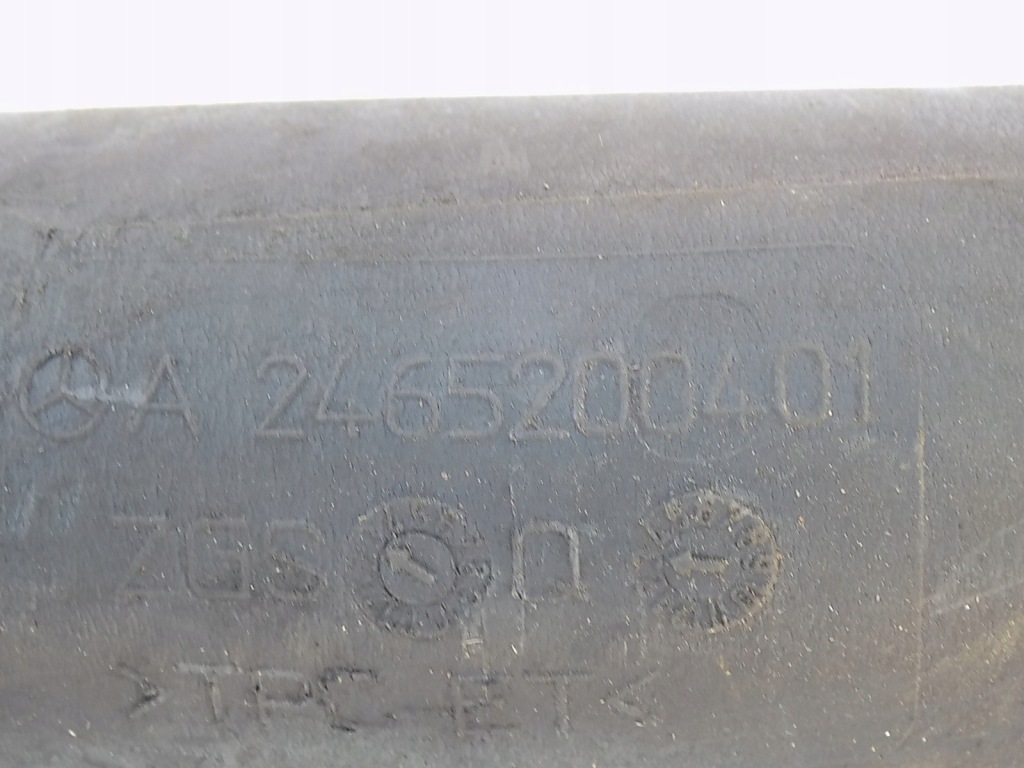 A 2465200401
ZGS
>TPC-ET<